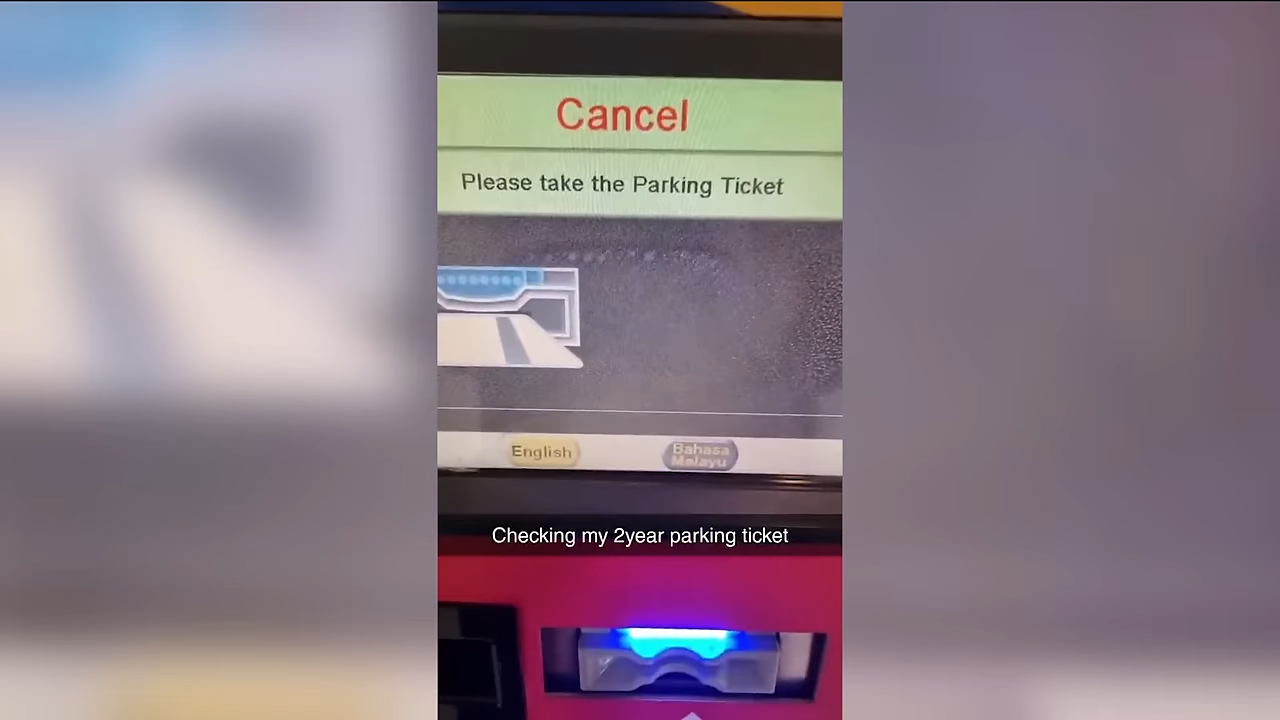 Cancel
Please take the Parking Ticket
English
Bahasa
Melayu
Checking my 2year parking ticket